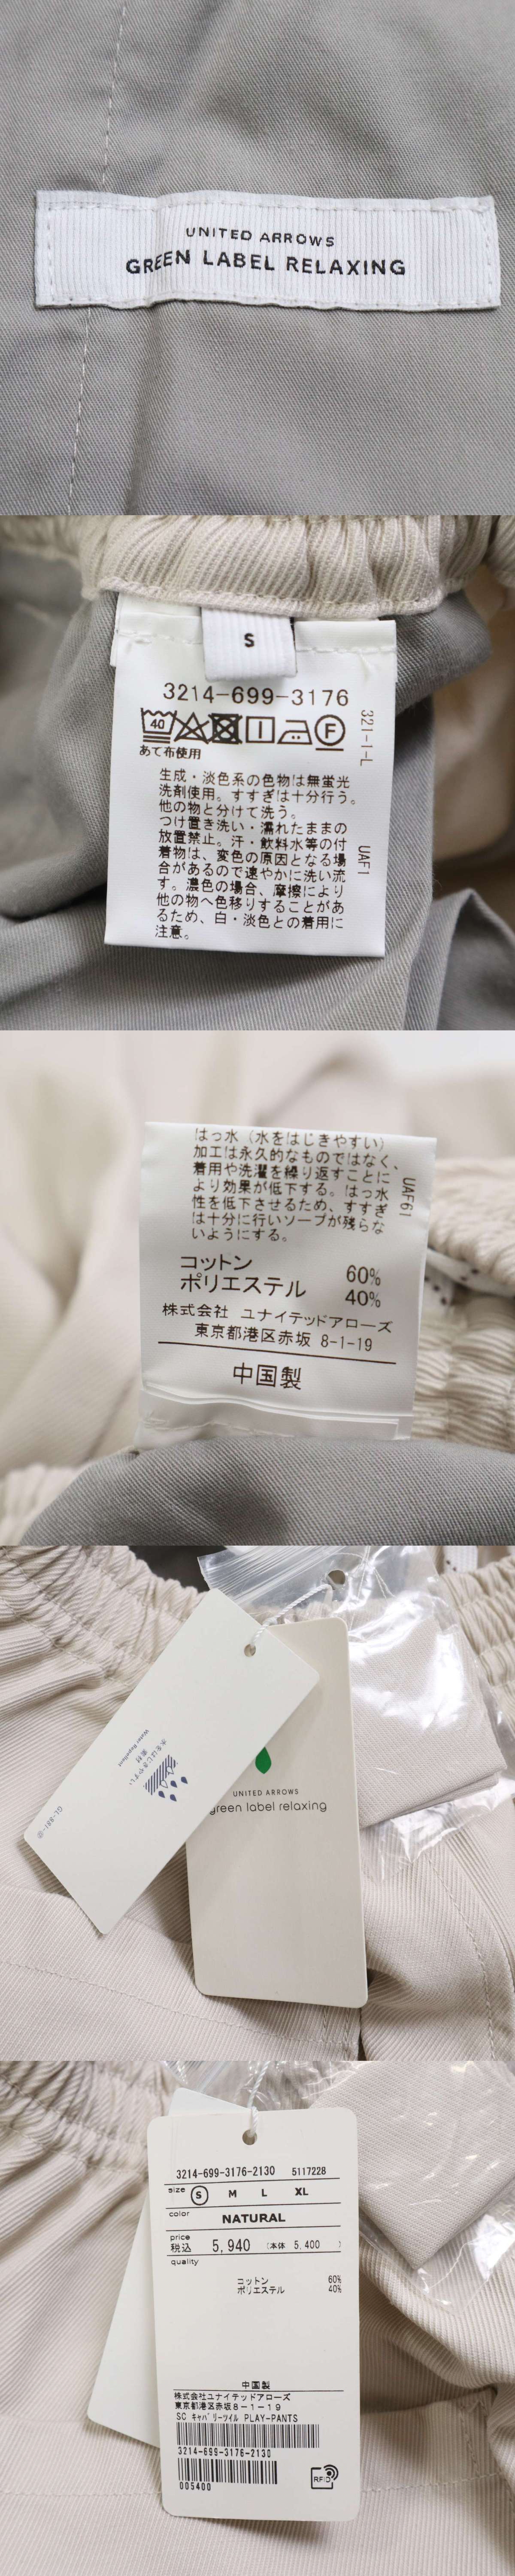 UNITED ARROWS
GREEN LABEL RELAXING
S
3214-699-3176
40
F
あて布使用
321-1-L
UAF1
生成・淡色系の色物は無蛍光
洗剤使用。すすぎは十分行う。
他の物と分けて洗う。
つけ置き洗い・濡れたままの
放置禁止。汗・飲料水等の付
着物は、変色の原因となる場
合があるので速やかに洗い流
す。濃色の場合、摩擦により
他の物へ色移りすることがあ
るため、白・淡色との着用に
注意。
はっ水（水をはじきやすい）
加工は永久的なものではなく、
着用や洗濯を繰り返すことに
より効果が低下する。はっ水
性を低下させるため、すすぎ
は十分に行いソープが残らな
いようにする。
UAF61
コットン 60%
ポリエステル 40%
株式会社 ユナイテッドアローズ
東京都港区赤坂 8-1-19
中国製
水をはじきやすい
素材
Water Repellent
UNITED ARROWS
green label relaxing
3214-699-3176-2130 5117228
size S M L XL
color
NATURAL
price
税込 5,940 (本体 5,400 )
quality
コットン 60%
ポリエステル 40%
中国製
株式会社ユナイテッドアローズ
東京都港区赤坂8-1-19
SC キャバリーツイル PLAY-PANTS
3214-699-3176-2130
005400
RFID